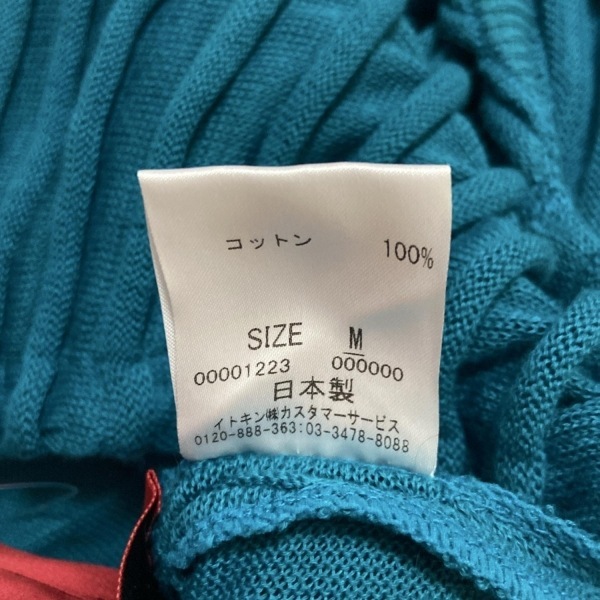 コットン 100%
SIZE M
00001223 000000
日本製
イトキン㈱カスタマーサービス
0120-888-363:03-3478-8088